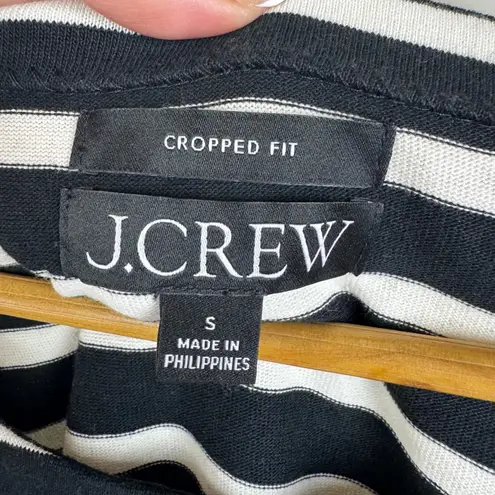 CROPPED FIT
J.CREW
S
MADE IN
PHILIPPINES